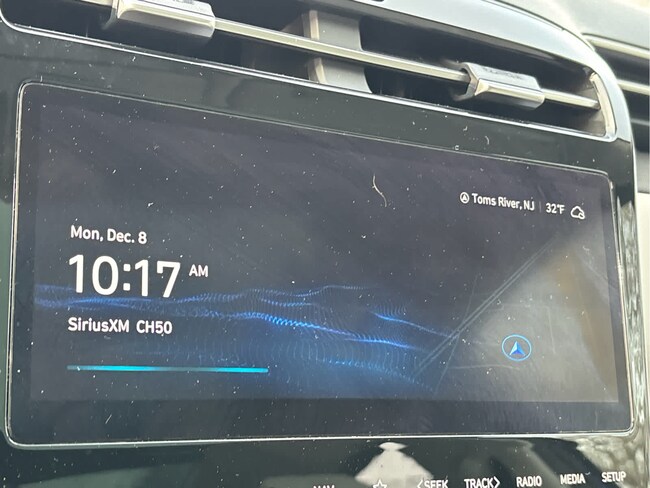 Toms River, NJ 32°F
Mon, Dec. 8
10:17 AM
SiriusXM CH50
<SEEK TRACK> RADIO MEDIA SETUP